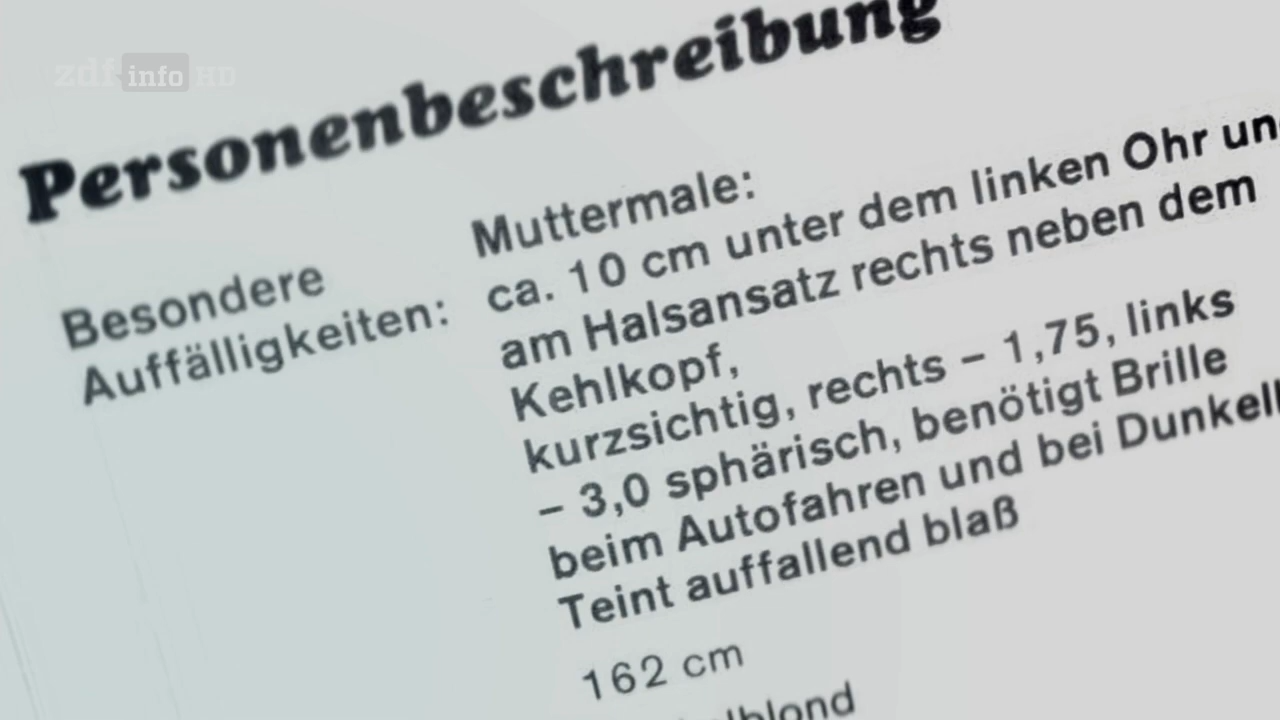 zdf info HD
Personenbeschreibung
Besondere
Auffälligkeiten:
Muttermale:
ca. 10 cm unter dem linken Ohr
am Halsansatz rechts neben dem
Kehlkopf,
kurzsichtig, rechts – 1,75, links
– 3,0 sphärisch, benötigt Brille
beim Autofahren und bei
Teint auffallend blaß
162 cm